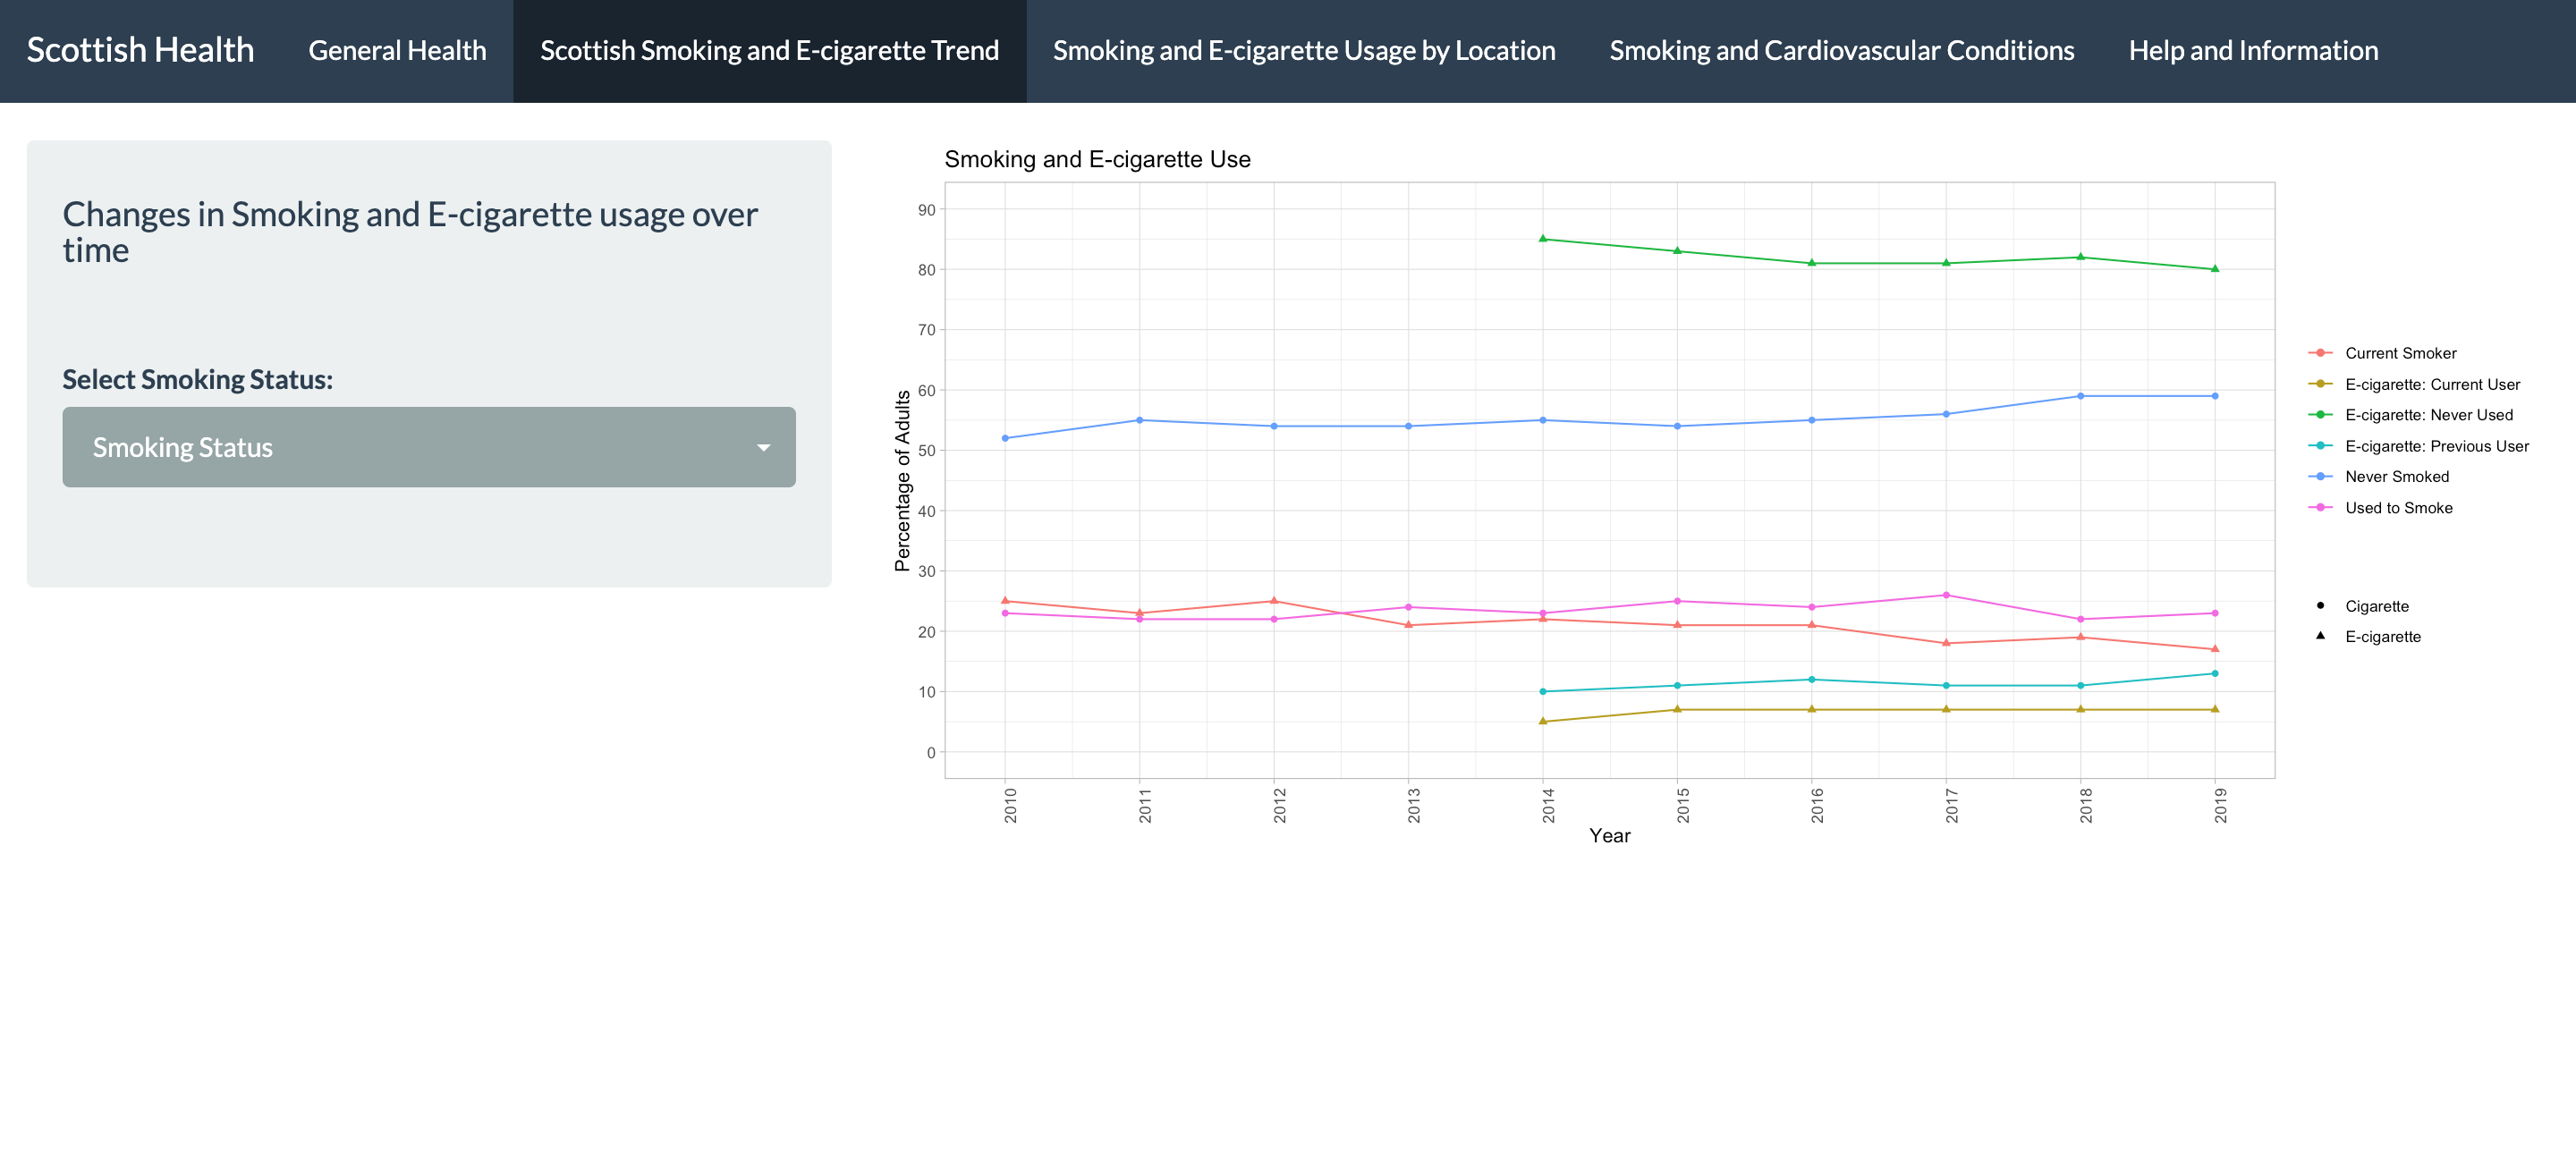 Scottish Health
General Health
Scottish Smoking and E-cigarette Trend
Smoking and E-cigarette Usage by Location
Smoking and Cardiovascular Conditions
Help and Information
Changes in Smoking and E-cigarette usage over
time
Select Smoking Status:
Smoking Status
Smoking and E-cigarette Use
Percentage of Adults
90
80
70
60
50
40
30
20
10
0
2010
2011
2012
2013
2014
2015
2016
2017
2018
2019
Year
Current Smoker
E-cigarette: Current User
E-cigarette: Never Used
E-cigarette: Previous User
Never Smoked
Used to Smoke
Cigarette
E-cigarette